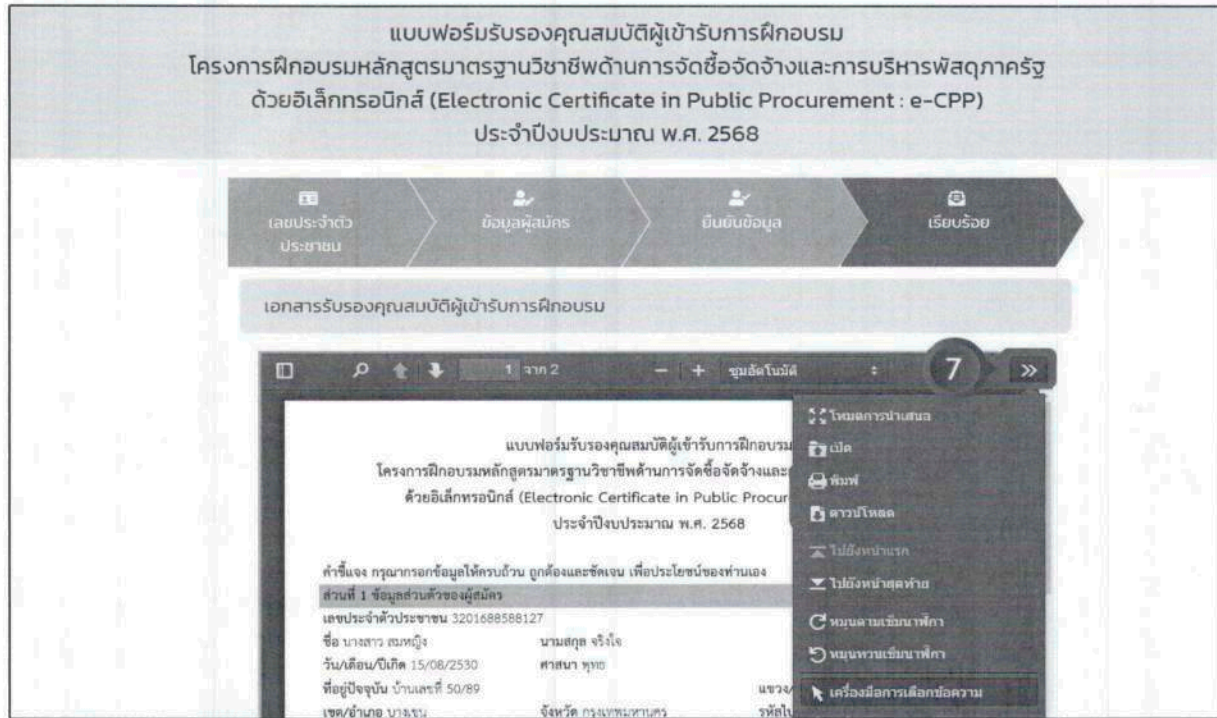 แบบฟอร์มรับรองคุณสมบัติผู้เข้ารับการฝึกอบรม
โครงการฝึกอบรมหลักสูตรมาตรฐานวิชาชีพด้านการจัดซื้อจัดจ้างและการบริหารพัสดุภาครัฐ
ด้วยอิเล็กทรอนิกส์ (Electronic Certificate in Public Procurement : e-CPP)
ประจำปีงบประมาณ พ.ศ. 2568
เลขประจำตัว
ประชาชน
ข้อมูลผู้สมัคร
ยืนยันข้อมูล
เรียบร้อย
เอกสารรับรองคุณสมบัติผู้เข้ารับการฝึกอบรม
1 จาก 2
ซูมอัตโนมัติ
7
แบบฟอร์มรับรองคุณสมบัติผู้เข้ารับการฝึกอบรม
โครงการฝึกอบรมหลักสูตรมาตรฐานวิชาชีพด้านการจัดซื้อจัดจ้างและ
ด้วยอิเล็กทรอนิกส์ (Electronic Certificate in Public Procur
ประจำปีงบประมาณ พ.ศ. 2568
คำชี้แจง กรุณากรอกข้อมูลให้ครบถ้วน ถูกต้องและชัดเจน เพื่อประโยชน์ของท่านเอง
ส่วนที่ 1 ข้อมูลส่วนตัวของผู้สมัคร
เลขประจำตัวประชาชน 3201688588127
ชื่อ นางสาว สมหญิง นามสกุล จริงใจ
วัน/เดือน/ปีเกิด 15/08/2530 ศาสนา พุทธ
ที่อยู่ปัจจุบัน บ้านเลขที่ 50/89 แขวง/
เขต/อำเภอ บางเขน จังหวัด กรุงเทพมหานคร รหัสไป
โหมดการนำเสนอ
เปิด
พิมพ์
ดาวน์โหลด
ไปยังหน้าแรก
ไปยังหน้าสุดท้าย
หมุนตามเข็มนาฬิกา
หมุนทวนเข็มนาฬิกา
เครื่องมือการเลือกข้อความ